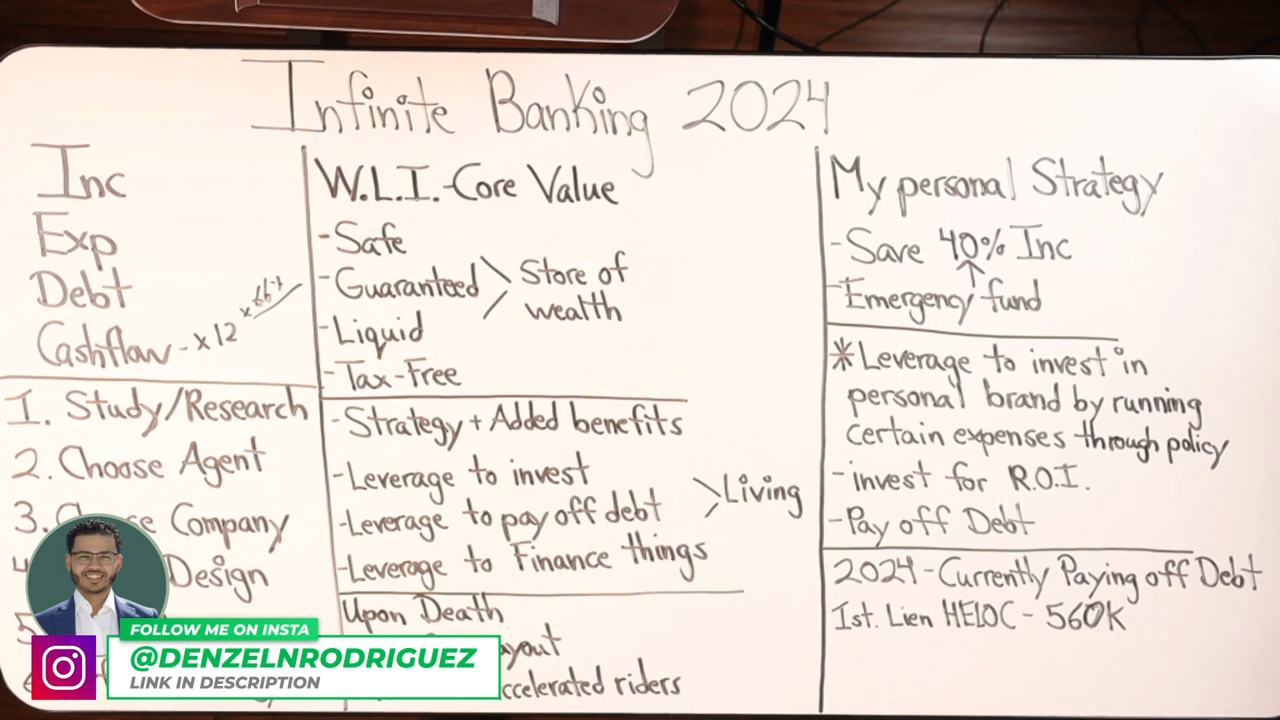 Infinite Banking 2024
Inc
Exp
Debt
Cashflow - x 12 x
1. Study/Research
2. Choose Agent
3. Company
Design
W.L.I.-Core Value
-Safe
-Guaranteed
-Liquid
Store of
wealth
-Tax-Free
-Strategy + Added benefits
-Leverage to invest
-Leverage to pay off debt
-Leverage to Finance things
Living
Upon Death
My personal Strategy
-Save 40% Inc
-Emergency fund
*Leverage to invest in
personal brand by running
certain expenses through policy
-invest for R.O.I.
-Pay off Debt
2024-Currently Paying off Debt
1st. Lien HELOC - 560K
riders
FOLLOW ME ON INSTA
@DENZELNRODRIGUEZ
LINK IN DESCRIPTION